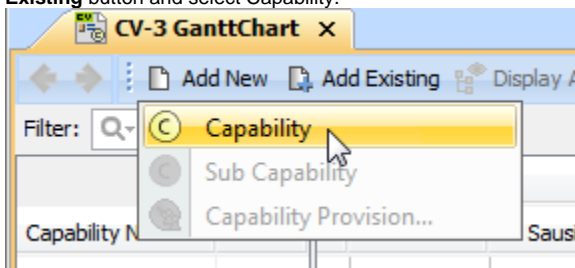 Existing button and select Capability.
CV-3 GanttChart
Add New Add Existing Display A
Filter: Capability
Sub Capability
Capability Provision...
Capability N Sausi